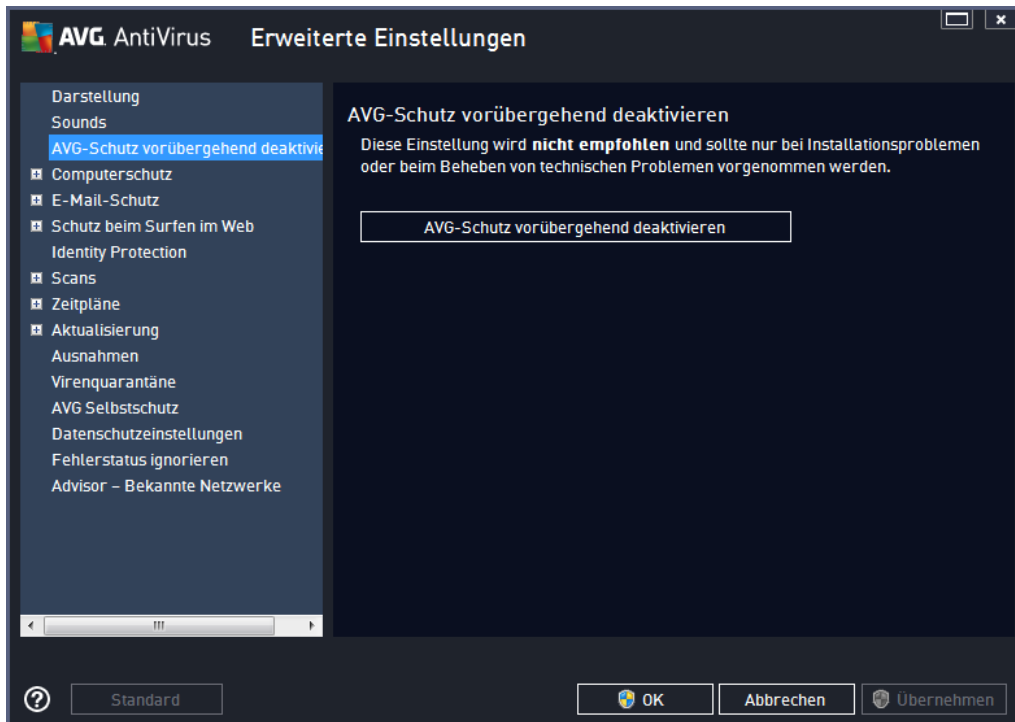 AVG AntiVirus Erweiterte Einstellungen
Darstellung
Sounds
AVG-Schutz vorübergehend deaktivie
Computerschutz
E-Mail-Schutz
Schutz beim Surfen im Web
Identity Protection
Scans
Zeitpläne
Aktualisierung
Ausnahmen
Virenquarantäne
AVG Selbstschutz
Datenschutzeinstellungen
Fehlerstatus ignorieren
Advisor – Bekannte Netzwerke
AVG-Schutz vorübergehend deaktivieren
Diese Einstellung wird nicht empfohlen und sollte nur bei Installationsproblemen
oder beim Beheben von technischen Problemen vorgenommen werden.
AVG-Schutz vorübergehend deaktivieren
Standard
OK
Abbrechen
Übernehmen